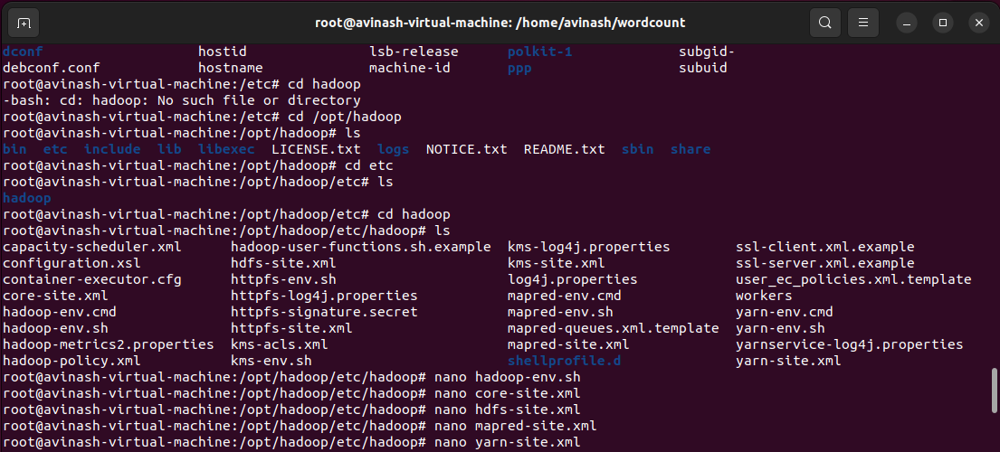 root@avinash-virtual-machine: /home/avinash/wordcount
dconf hostid lsb-release polkit-1 subgid-
debconf.conf hostname machine-id ppp subuid
root@avinash-virtual-machine:/etc# cd hadoop
-bash: cd: hadoop: No such file or directory
root@avinash-virtual-machine:/etc# cd /opt/hadoop
root@avinash-virtual-machine:/opt/hadoop# ls
bin etc include lib libexec LICENSE.txt logs NOTICE.txt README.txt sbin share
root@avinash-virtual-machine:/opt/hadoop# cd etc
root@avinash-virtual-machine:/opt/hadoop/etc# ls
hadoop
root@avinash-virtual-machine:/opt/hadoop/etc# cd hadoop
root@avinash-virtual-machine:/opt/hadoop/etc/hadoop# ls
capacity-scheduler.xml hadoop-user-functions.sh.example kms-log4j.properties ssl-client.xml.example
configuration.xsl hdfs-site.xml kms-site.xml ssl-server.xml.example
container-executor.cfg httpfs-env.sh log4j.properties user_ec_policies.xml.template
core-site.xml httpfs-log4j.properties mapred-env.cmd workers
hadoop-env.cmd httpfs-signature.secret mapred-env.sh yarn-env.cmd
hadoop-env.sh httpfs-site.xml mapred-queues.xml.template yarn-env.sh
hadoop-metrics2.properties kms-acls.xml mapred-site.xml yarnservice-log4j.properties
hadoop-policy.xml kms-env.sh shellprofile.d yarn-site.xml
root@avinash-virtual-machine:/opt/hadoop/etc/hadoop# nano hadoop-env.sh
root@avinash-virtual-machine:/opt/hadoop/etc/hadoop# nano core-site.xml
root@avinash-virtual-machine:/opt/hadoop/etc/hadoop# nano hdfs-site.xml
root@avinash-virtual-machine:/opt/hadoop/etc/hadoop# nano mapred-site.xml
root@avinash-virtual-machine:/opt/hadoop/etc/hadoop# nano yarn-site.xml